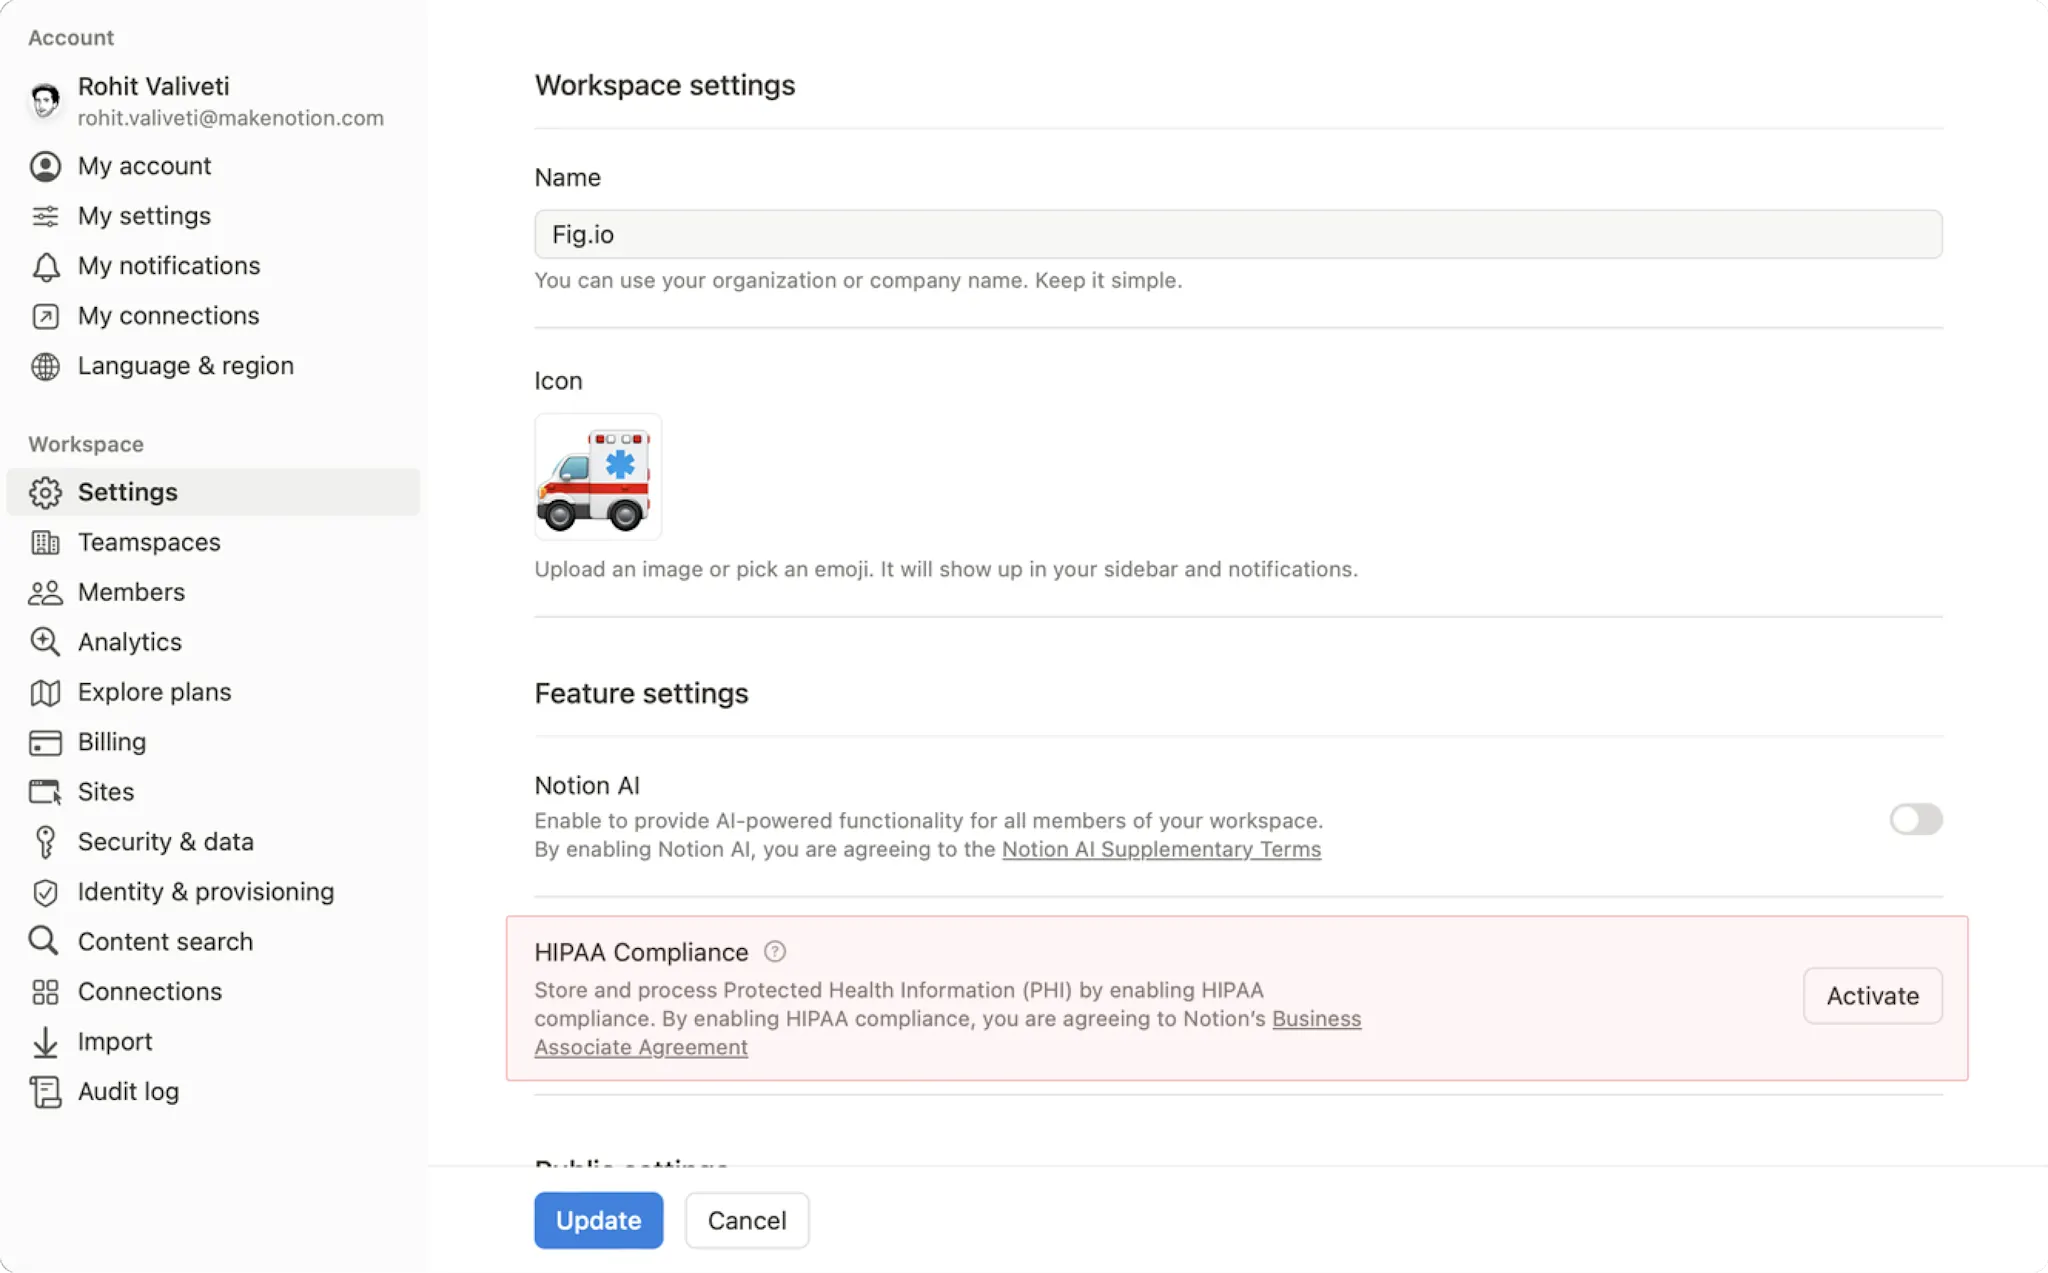 Account
Rohit Valiveti
rohit.valiveti@makenotion.com
My account
My settings
My notifications
My connections
Language & region
Workspace
Settings
Teamspaces
Members
Analytics
Explore plans
Billing
Sites
Security & data
Identity & provisioning
Content search
Connections
Import
Audit log
Workspace settings
Name
Fig.io
You can use your organization or company name. Keep it simple.
Icon
Upload an image or pick an emoji. It will show up in your sidebar and notifications.
Feature settings
Notion AI
Enable to provide AI-powered functionality for all members of your workspace.
By enabling Notion AI, you are agreeing to the Notion AI Supplementary Terms
HIPAA Compliance ?
Store and process Protected Health Information (PHI) by enabling HIPAA
compliance. By enabling HIPAA compliance, you are agreeing to Notion’s Business
Associate Agreement
Activate
Public settings
Update
Cancel